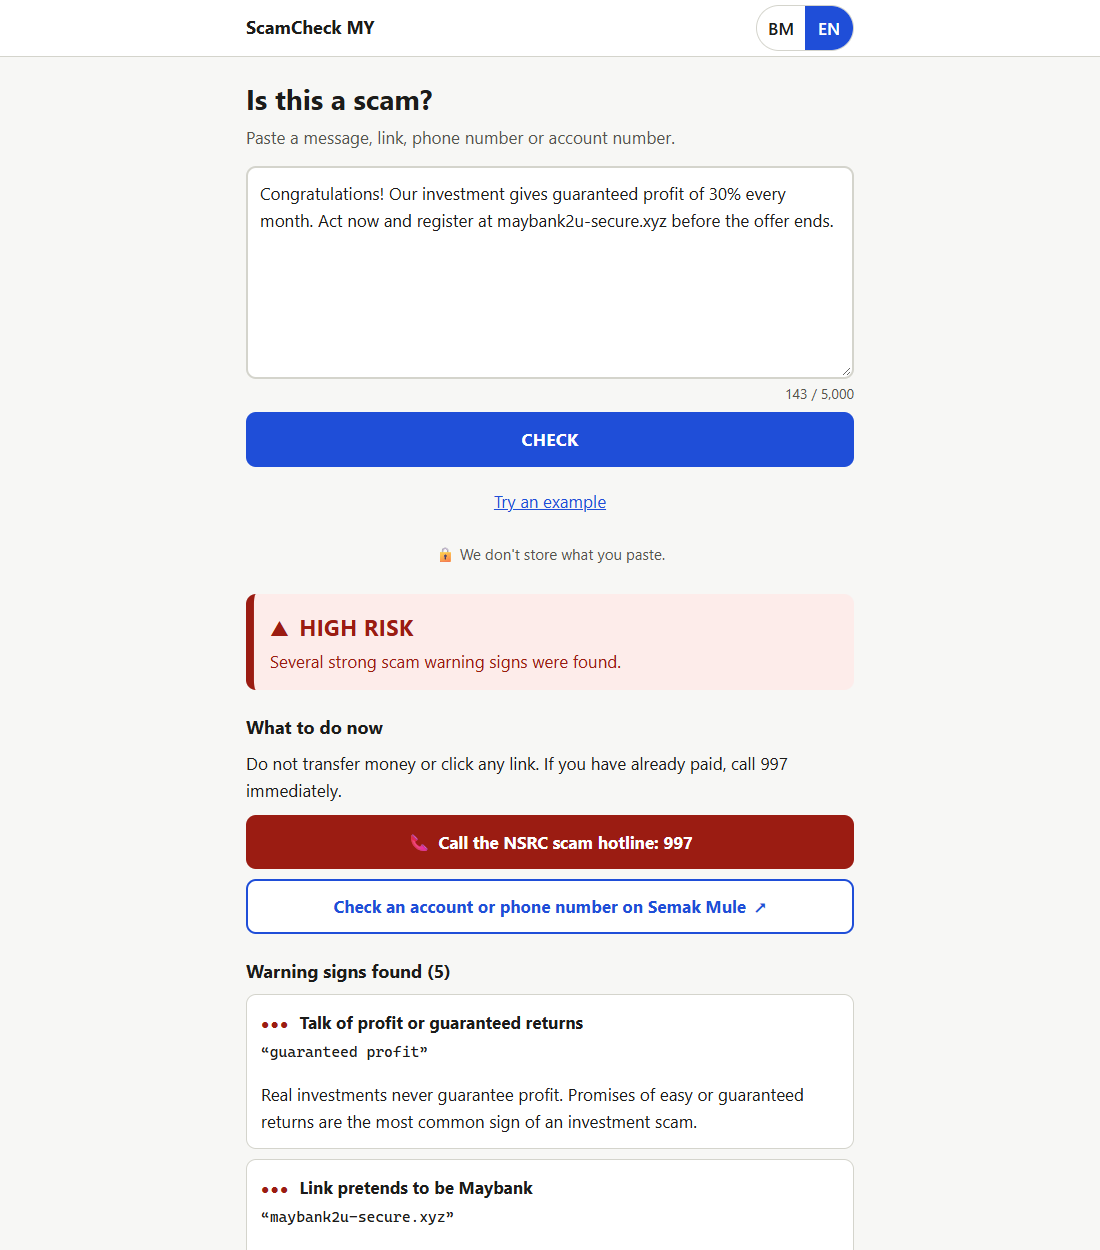 ScamCheck MY
BM EN
Is this a scam?
Paste a message, link, phone number or account number.
Congratulations! Our investment gives guaranteed profit of 30% every
month. Act now and register at maybank2u-secure.xyz before the offer ends.
143 / 5,000
CHECK
Try an example
We don't store what you paste.
HIGH RISK
Several strong scam warning signs were found.
What to do now
Do not transfer money or click any link. If you have already paid, call 997
immediately.
Call the NSRC scam hotline: 997
Check an account or phone number on Semak Mule ↗
Warning signs found (5)
Talk of profit or guaranteed returns
“guaranteed profit”
Real investments never guarantee profit. Promises of easy or guaranteed
returns are the most common sign of an investment scam.
Link pretends to be Maybank
“maybank2u-secure.xyz”